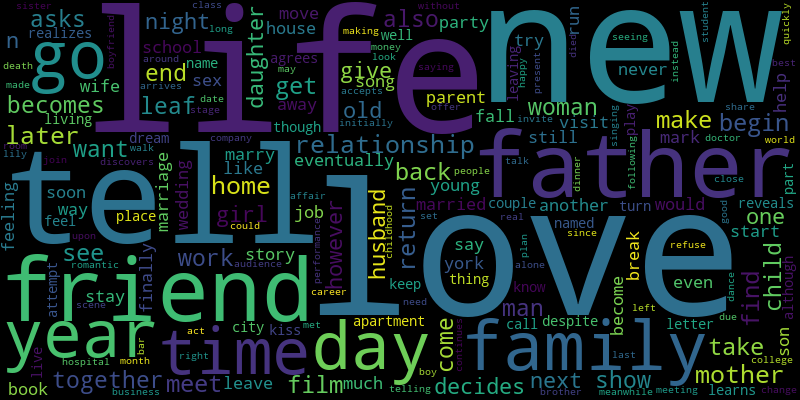 life
new
tell
love
father
friend
family
year
time
day
go
asks
night
also
party
move
run
sister
class
without
quickly
realizes
school
house
agrees
well
try
seeing
student
instead
best
n
end
name
sex
daughter
get
give
song
parent
leaving
never
help
death
made
wife
becomes
leaf
away
old
fall
woman
visit
play
world
later
living
though
relationship
still
make
begin
mark
doctor
room
lily
join
walk
dream
want
marriage
marry
eventually
back
people
talk
following
dinner
close
part
discovers
wedding
like
home
feeling
soon
way
feel
place
girl
affair
job
husband
childhood
return
young
married
couple
another
would
reveals
named
turn
one
upon
could
however
set
real
since
good
start
see
work
story
say
york
thing
plan
alone
refuse
break
even
child
romantic
stay
finally
audience
performance
keep
know
become
find
although
attempt
scene
career
need
man
despite
left
dance
due
city
kiss
met
apartment
call
letter
son
live
hospital
act
bar
right
come
continues
last
take
college
month
boy
book
together
meet
leave
film
much
decides
next
show
mother
business
telling
brother
meanwhile
meeting
learns
change
boyfriend
around
long
arrives
date
stage
money
look
may
making
saying
accepts
initially
offer
invite
happy
present
died
singing
share
company